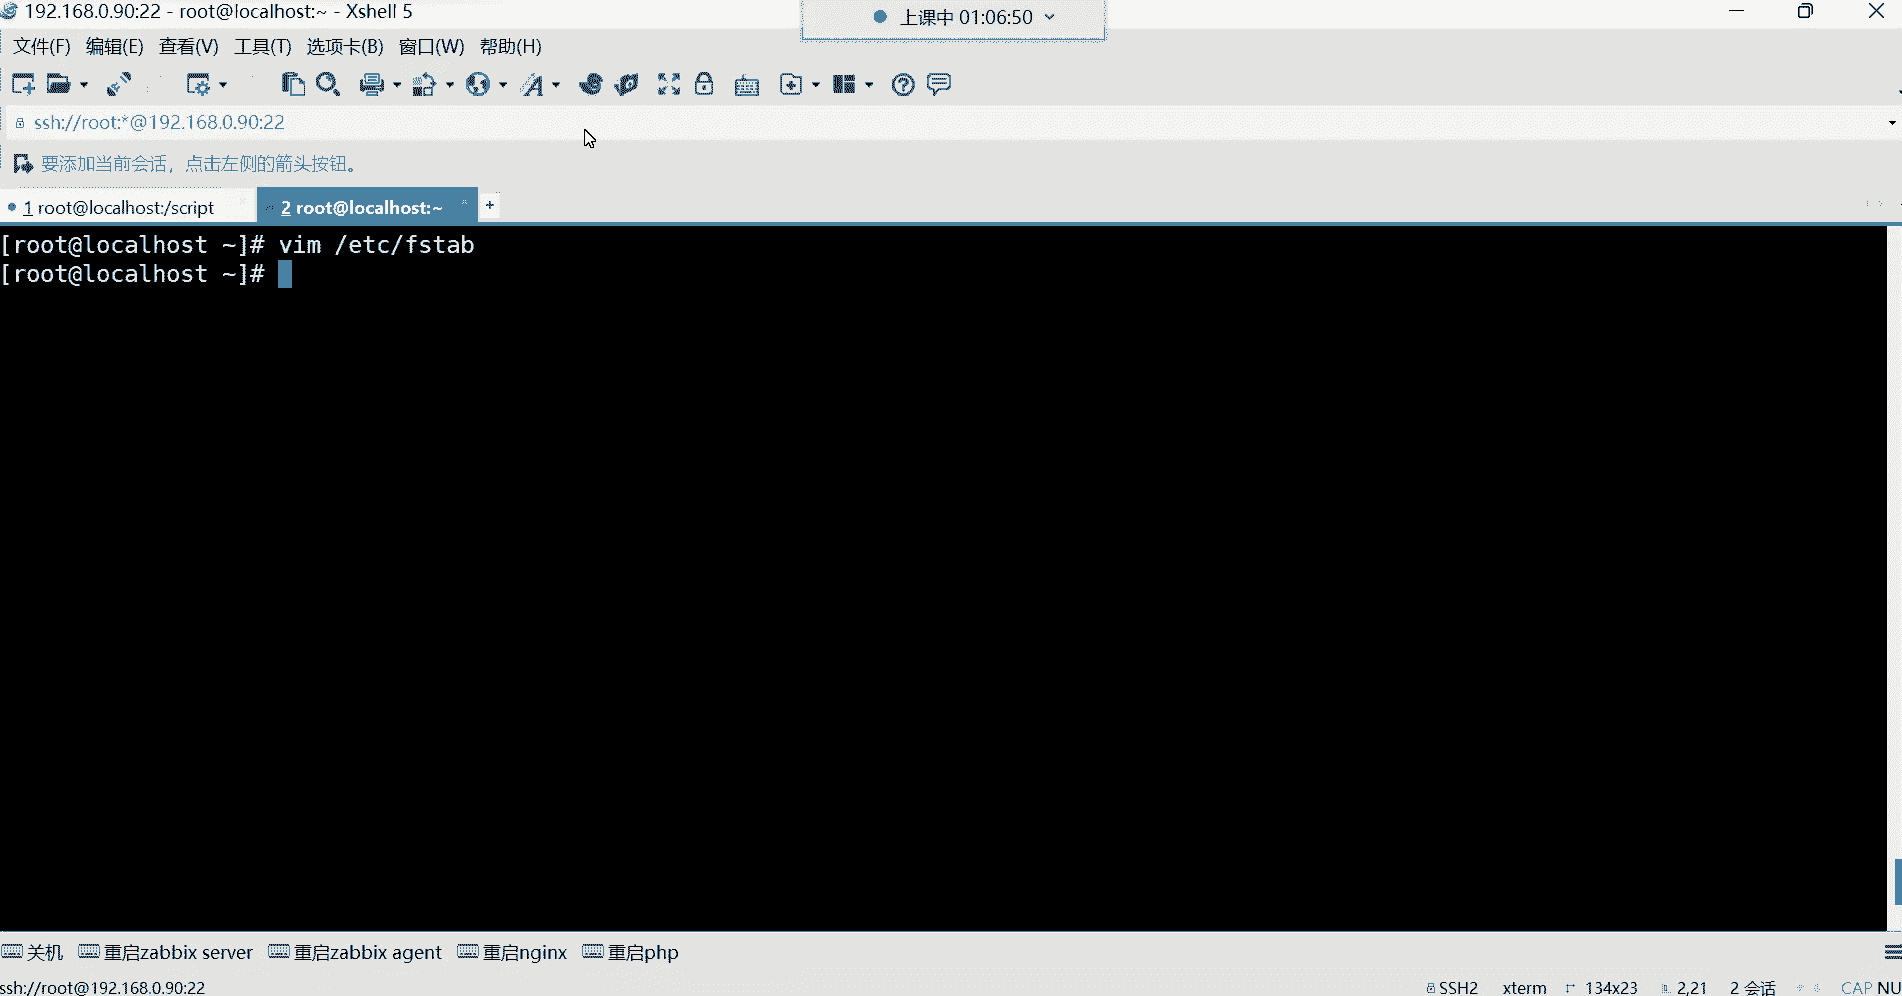 192.168.0.90:22 - root@localhost:~ - Xshell 5
上课中 01:06:50
文件(F) 编辑(E) 查看(V) 工具(T) 选项卡(B) 窗口(W) 帮助(H)
ssh://root:*@192.168.0.90:22
要添加当前会话，点击左侧的箭头按钮。
1 root@localhost:/script 2 root@localhost:~ +
[root@localhost ~]# vim /etc/fstab
[root@localhost ~]#
关机 重启zabbix server 重启zabbix agent 重启nginx 重启php
ssh://root@192.168.0.90:22 SSH2 xterm 134x23 2,21 2 会话 CAP NU